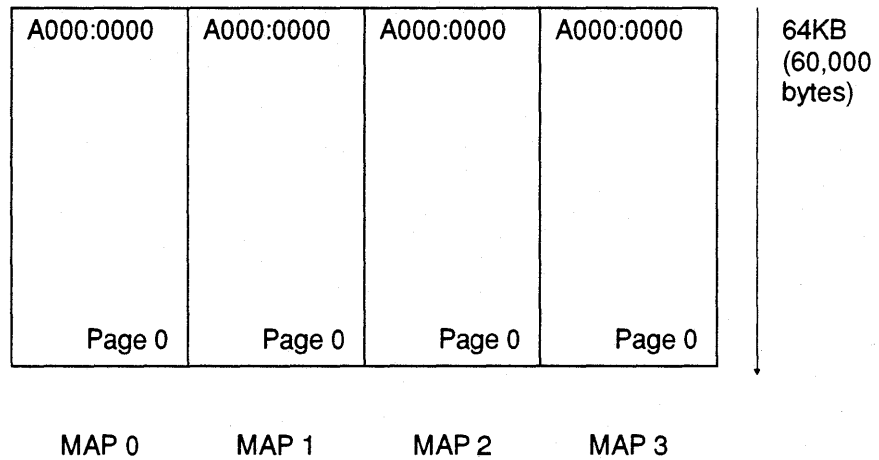 A000:0000 A000:0000 A000:0000 A000:0000
64KB
(60,000
bytes)
Page 0 Page 0 Page 0 Page 0
MAP 0 MAP 1 MAP 2 MAP 3